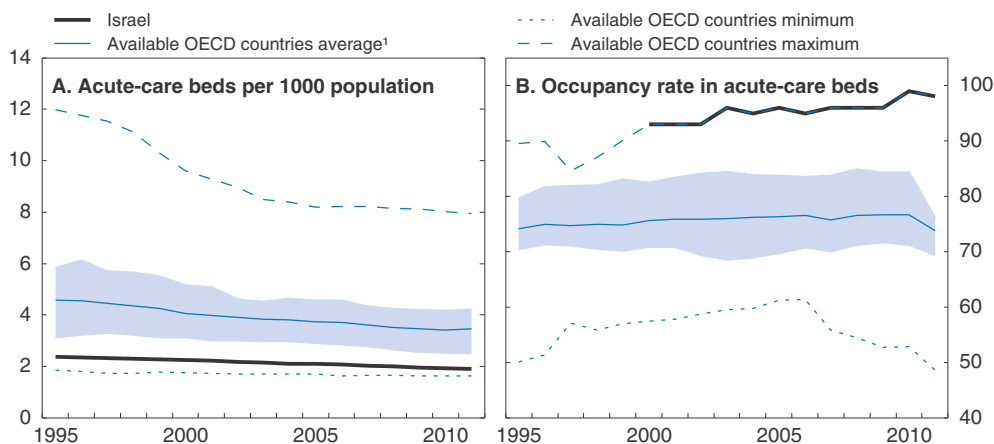 Israel
Available OECD countries average¹
Available OECD countries minimum
Available OECD countries maximum
A. Acute-care beds per 1000 population
14
12
10
8
6
4
2
0
1995 2000 2005 2010
B. Occupancy rate in acute-care beds
100
90
80
70
60
50
40
1995 2000 2005 2010